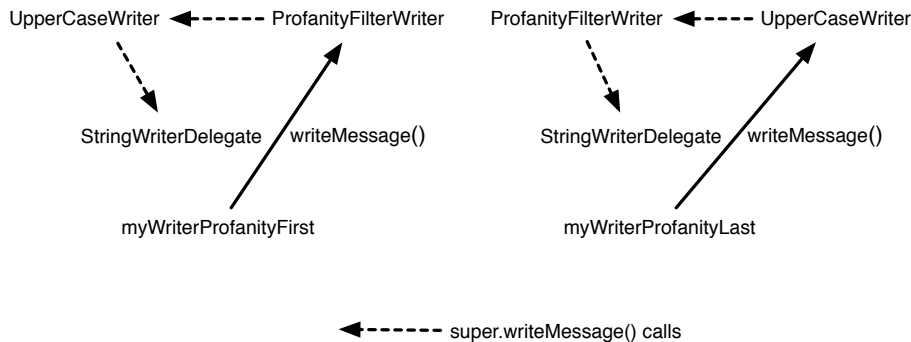 UpperCaseWriter ProfanityFilterWriter ProfanityFilterWriter UpperCaseWriter
StringWriterDelegate writeMessage() StringWriterDelegate writeMessage()
myWriterProfanityFirst myWriterProfanityLast
super.writeMessage() calls